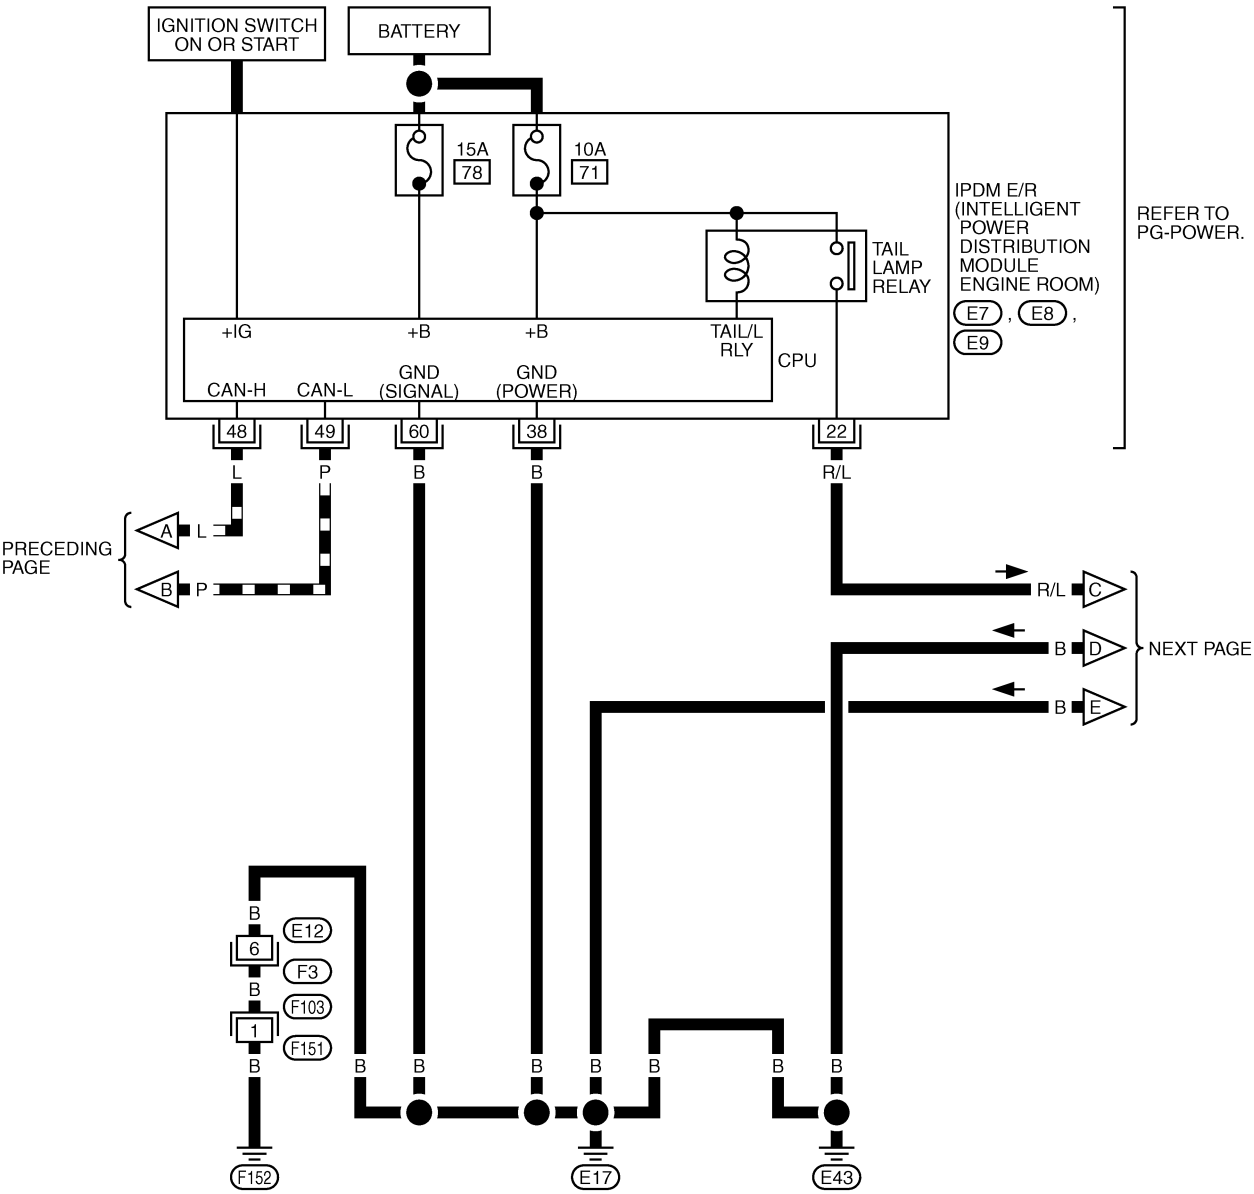 IGNITION SWITCH
ON OR START
BATTERY
15A
78
10A
71
IPDM E/R
(INTELLIGENT
POWER
DISTRIBUTION
MODULE
ENGINE ROOM)
E7 , E8 ,
E9
REFER TO
PG-POWER.
TAIL
LAMP
RELAY
+IG
+B
+B
TAIL/L
RLY
CPU
CAN-H
CAN-L
GND
(SIGNAL)
GND
(POWER)
48
49
60
38
22
L
P
B
B
R/L
PRECEDING
PAGE
A
L
B
P
R/L
C
B
D
B
E
NEXT PAGE
B
6
E12
F3
B
F103
1
F151
B
B
B
B
B
B
B
B
F152
E17
E43